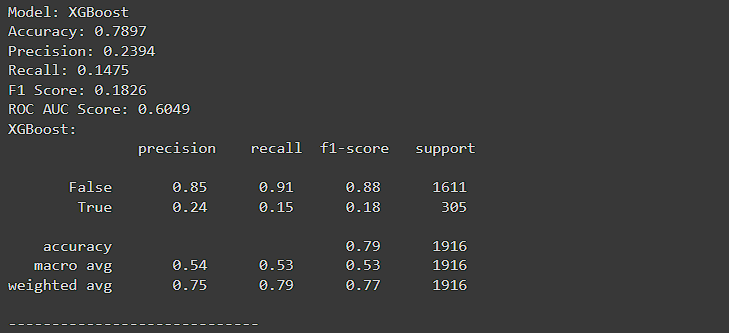 Model: XGBoost
Accuracy: 0.7897
Precision: 0.2394
Recall: 0.1475
F1 Score: 0.1826
ROC AUC Score: 0.6049
XGBoost:
precision recall f1-score support
False 0.85 0.91 0.88 1611
True 0.24 0.15 0.18 305
accuracy 0.79 1916
macro avg 0.54 0.53 0.53 1916
weighted avg 0.75 0.79 0.77 1916
-----------------------------